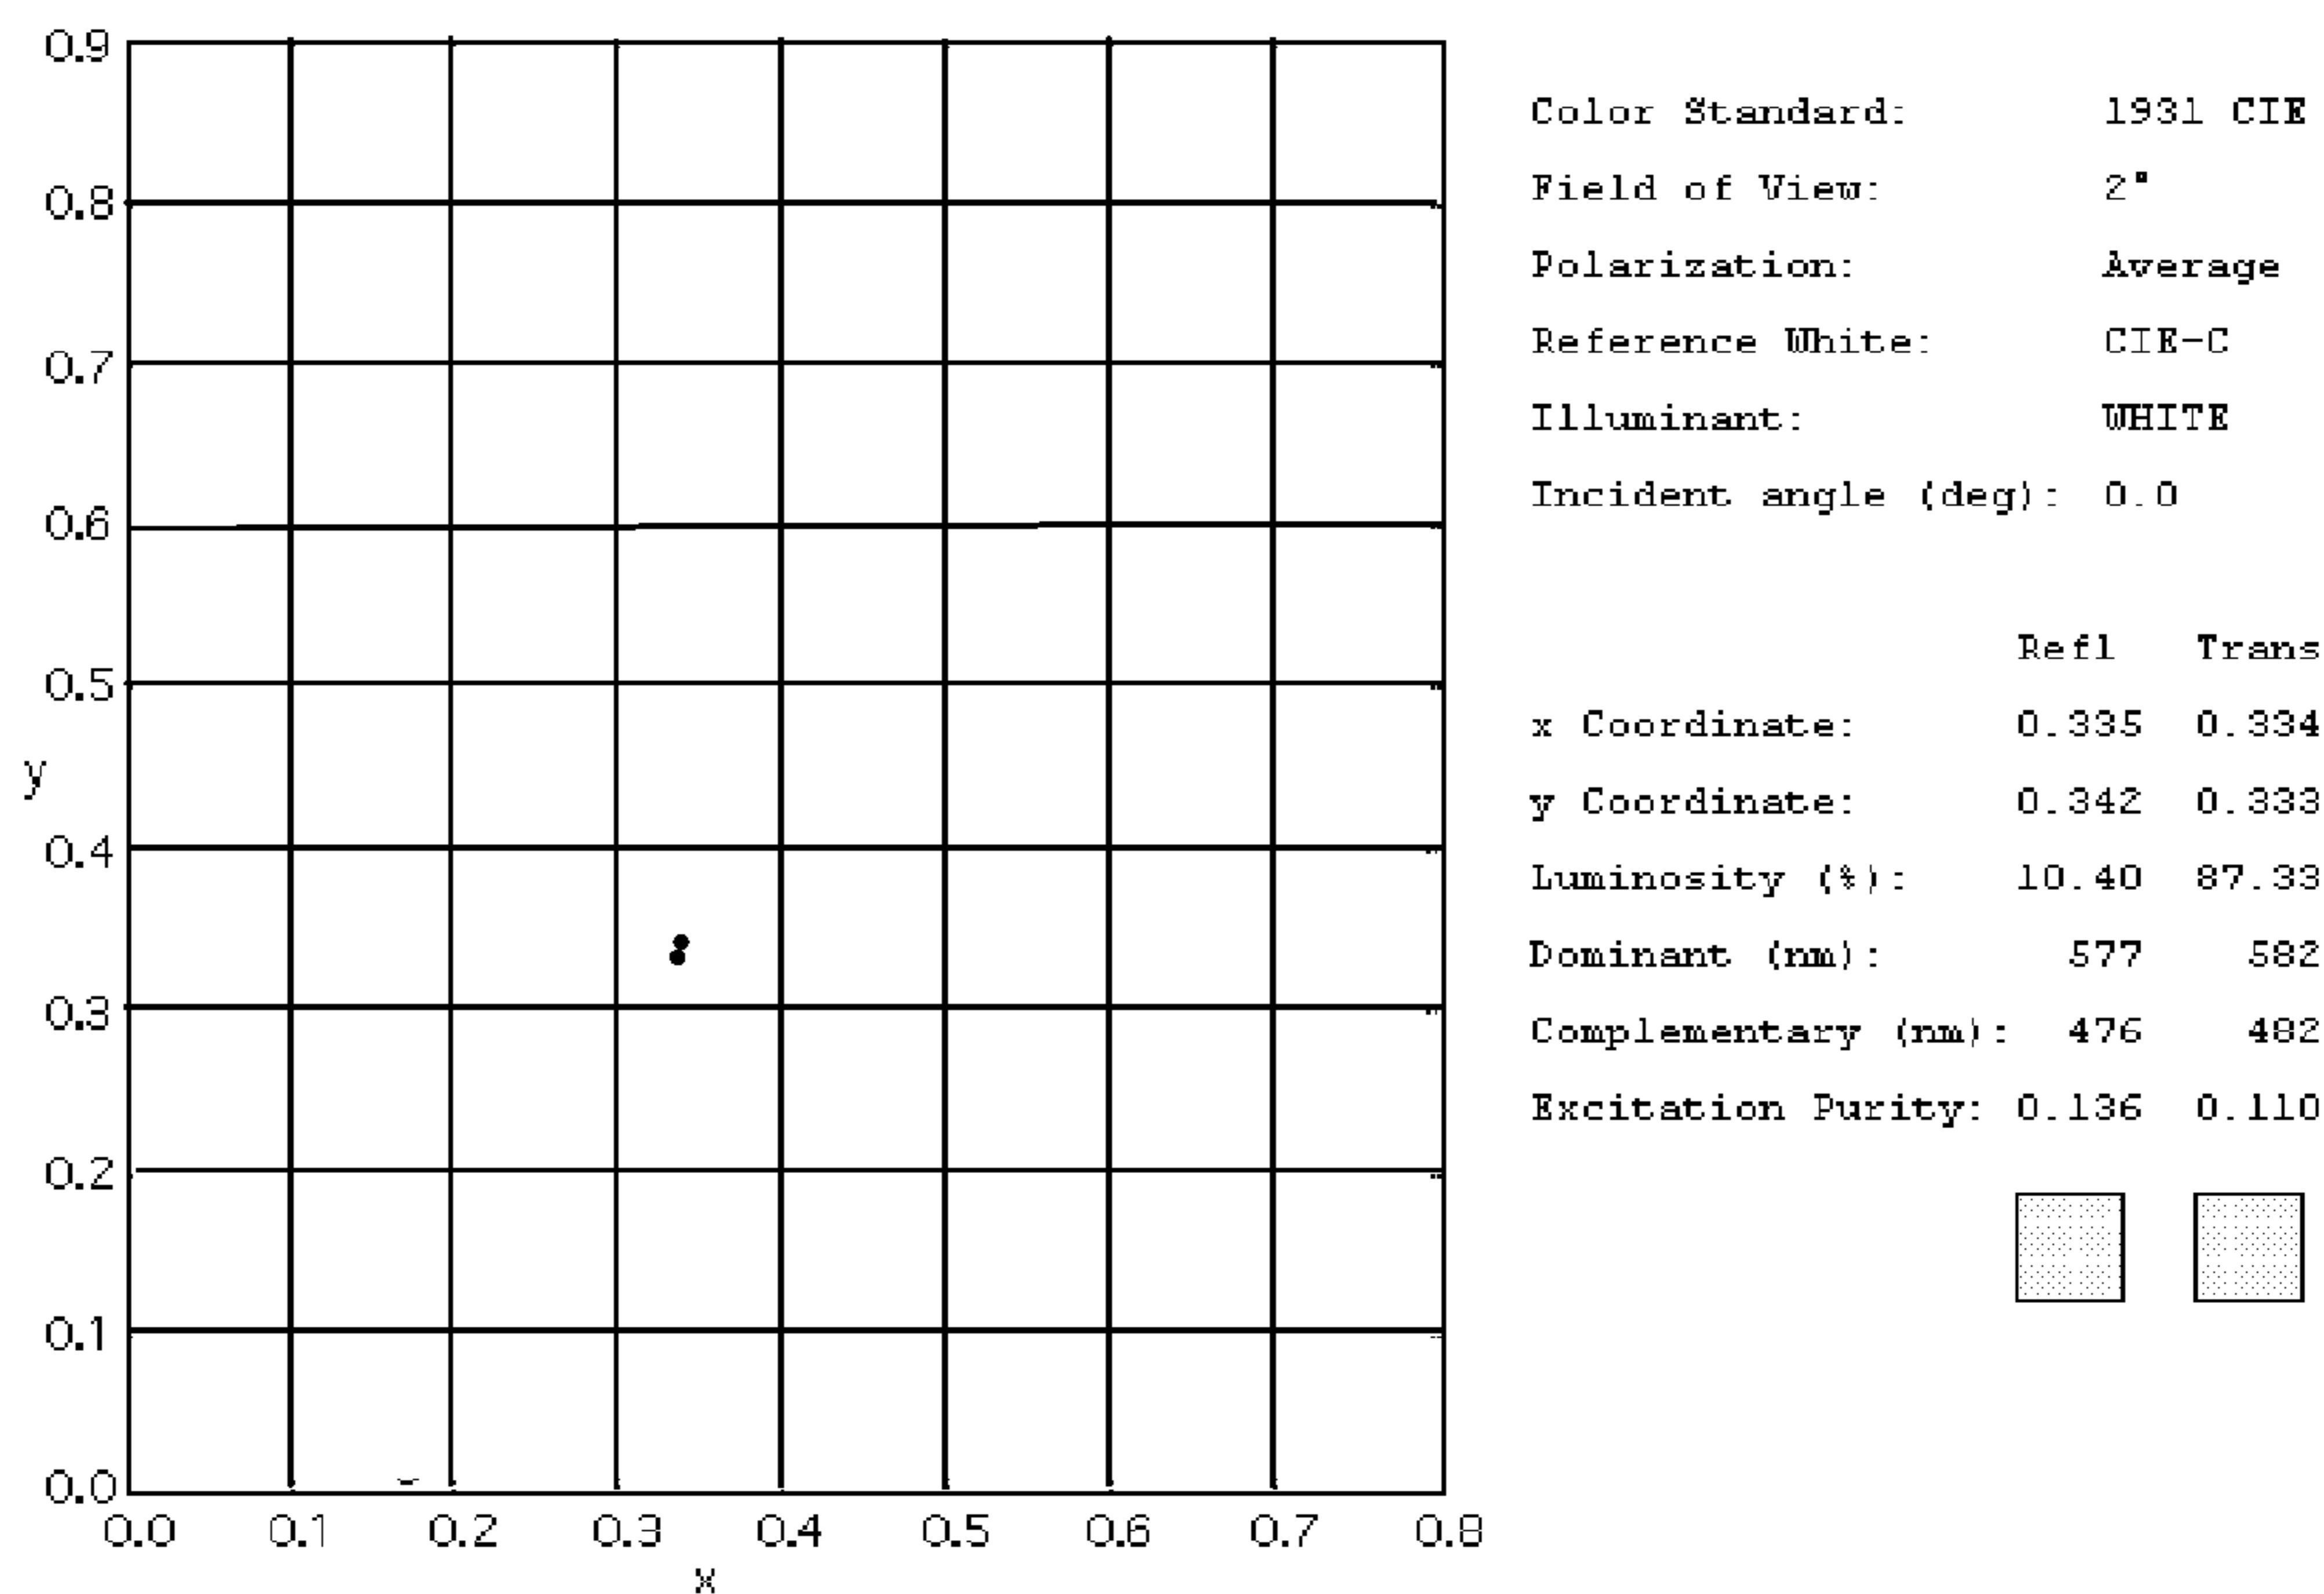 0.9
0.8
0.7
0.6
0.5
0.4
0.3
0.2
0.1
0.0
y
0.0 0.1 0.2 0.3 0.4 0.5 0.6 0.7 0.8
x
Color Standard: 1931 CIE
Field of View: 2°
Polarization: Average
Reference White: CIE-C
Illuminant: WHITE
Incident angle (deg): 0.0
Refl Trans
x Coordinate: 0.335 0.334
y Coordinate: 0.342 0.333
Luminosity (%): 10.40 87.33
Dominant (nm): 577 582
Complementary (nm): 476 482
Excitation Purity: 0.136 0.110